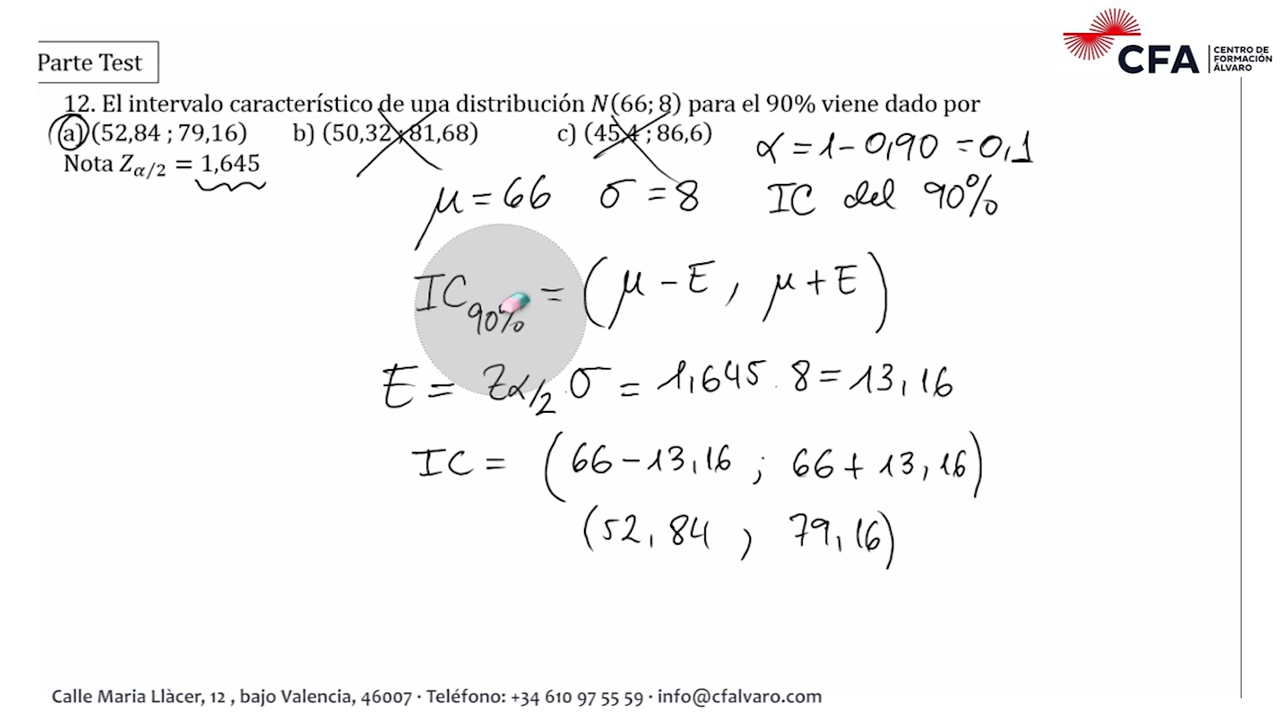 CFA CENTRO DE FORMACIÓN ÁLVARO
Parte Test
12. El intervalo característico de una distribución N(66; 8) para el 90% viene dado por
a) (52,84 ; 79,16) b) (50,32 ; 81,68) c) (45,4 ; 86,6)
α = 1 - 0,90 = 0,1
Nota Zα/2 = 1,645
μ = 66 σ = 8 IC del 90%
IC90% = (μ - E, μ + E)
E = Zα/2 . σ = 1,645 . 8 = 13,16
IC = (66 - 13,16 ; 66 + 13,16)
(52,84 , 79,16)
Calle Maria Llàcer, 12 , bajo Valencia, 46007 · Teléfono: +34 610 97 55 59 · info@cfalvaro.com